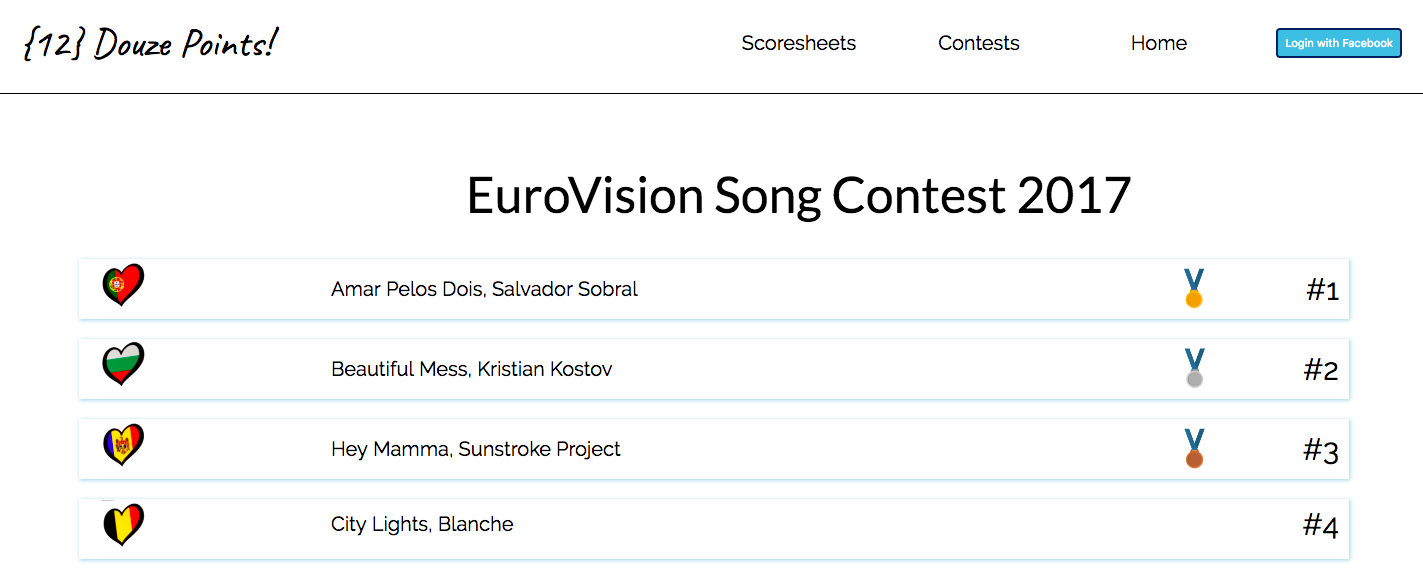 {12} Douze Points!
Scoresheets Contests Home Login with Facebook
EuroVision Song Contest 2017
Amar Pelos Dois, Salvador Sobral #1
Beautiful Mess, Kristian Kostov #2
Hey Mamma, Sunstroke Project #3
City Lights, Blanche #4